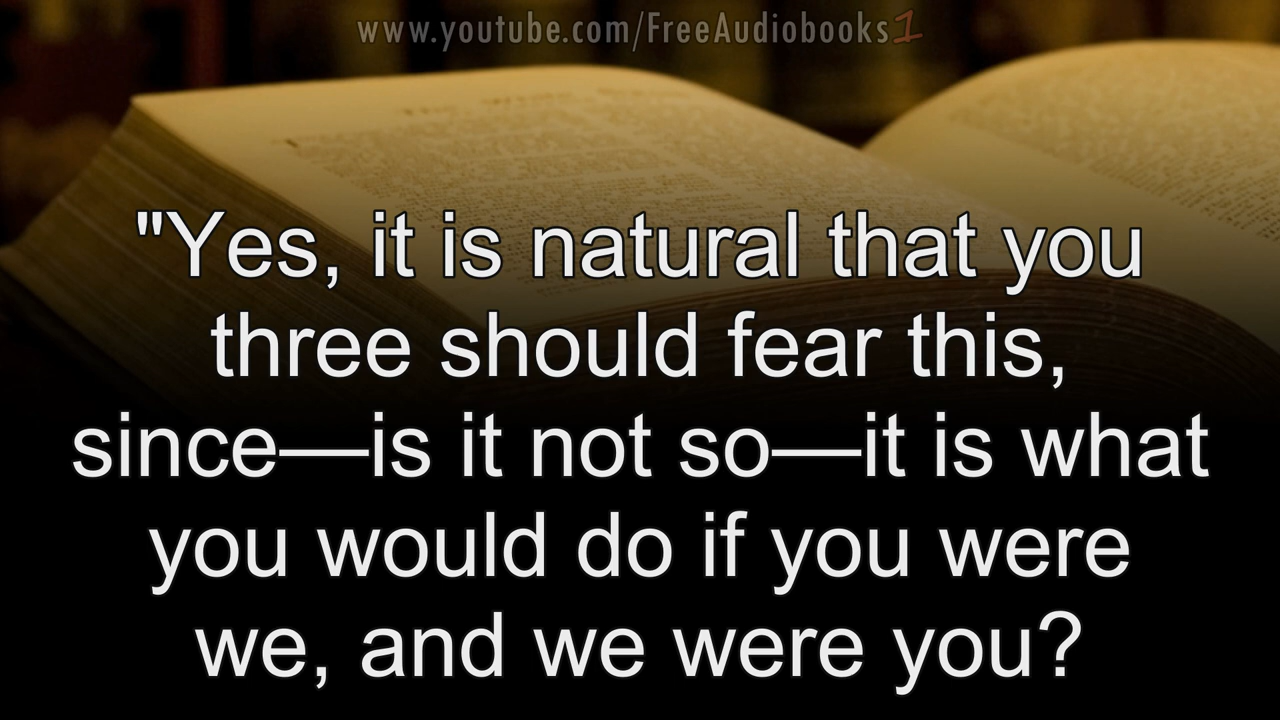 www.youtube.com/FreeAudiobooks1
"Yes, it is natural that you
three should fear this,
since—is it not so—it is what
you would do if you were
we, and we were you?